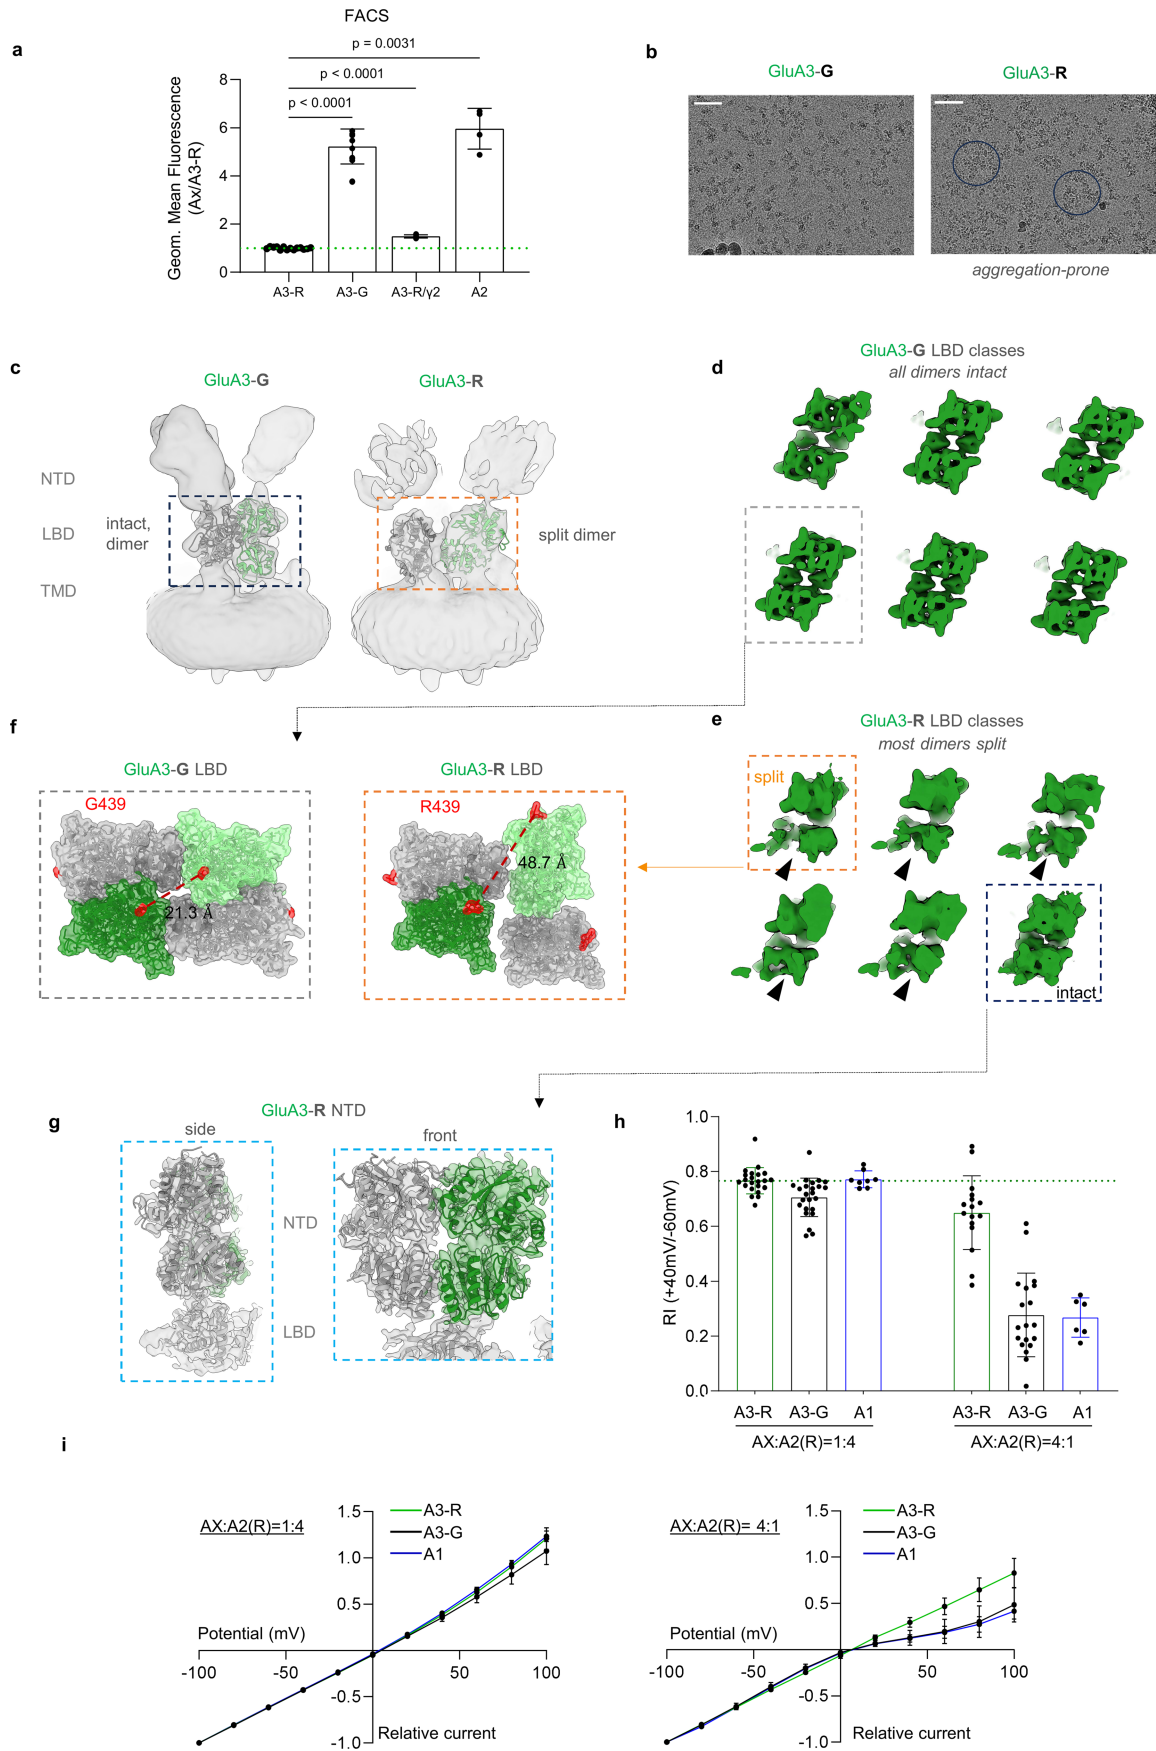 a
FACS
p = 0.0031
p < 0.0001
p < 0.0001
Geom. Mean Fluorescence
(Ax/A3-R)
8
6
4
2
0
A3-R
A3-G
A3-R/γ2
A2
b
GluA3-G
GluA3-R
aggregation-prone
c
GluA3-G
GluA3-R
NTD
LBD
TMD
intact,
dimer
split dimer
d
GluA3-G LBD classes
all dimers intact
e
GluA3-R LBD classes
most dimers split
split
intact
f
GluA3-G LBD
G439
21.3 Å
GluA3-R LBD
R439
48.7 Å
g
GluA3-R NTD
side
front
NTD
LBD
h
RI (+40mV/-60mV)
1.0
0.8
0.6
0.4
0.2
0.0
A3-R
A3-G
A1
A3-R
A3-G
A1
AX:A2(R)=1:4
AX:A2(R)=4:1
i
AX:A2(R)=1:4
A3-R
A3-G
A1
1.5
1.0
0.5
-0.5
-1.0
Potential (mV)
-100
-50
50
100
Relative current
AX:A2(R)= 4:1
A3-R
A3-G
A1
1.5
1.0
0.5
-0.5
-1.0
Potential (mV)
-100
-50
50
100
Relative current